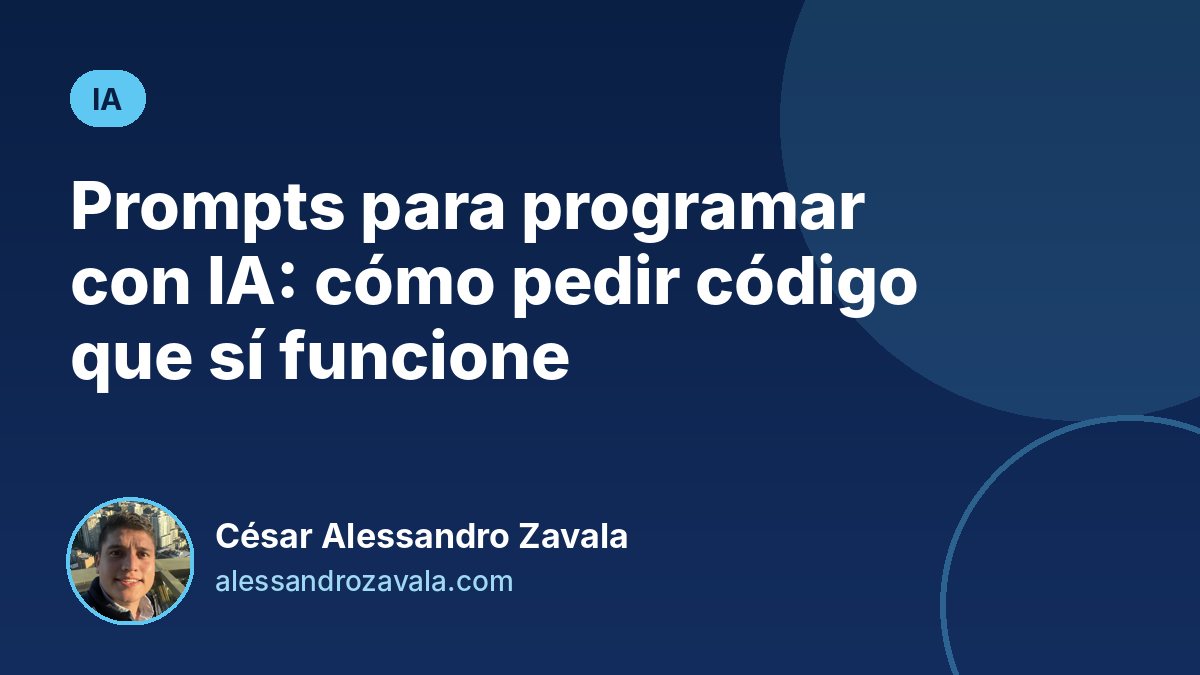 IA
Prompts para programar
con IA: cómo pedir código
que sí funcione
César Alessandro Zavala
alessandrozavala.com